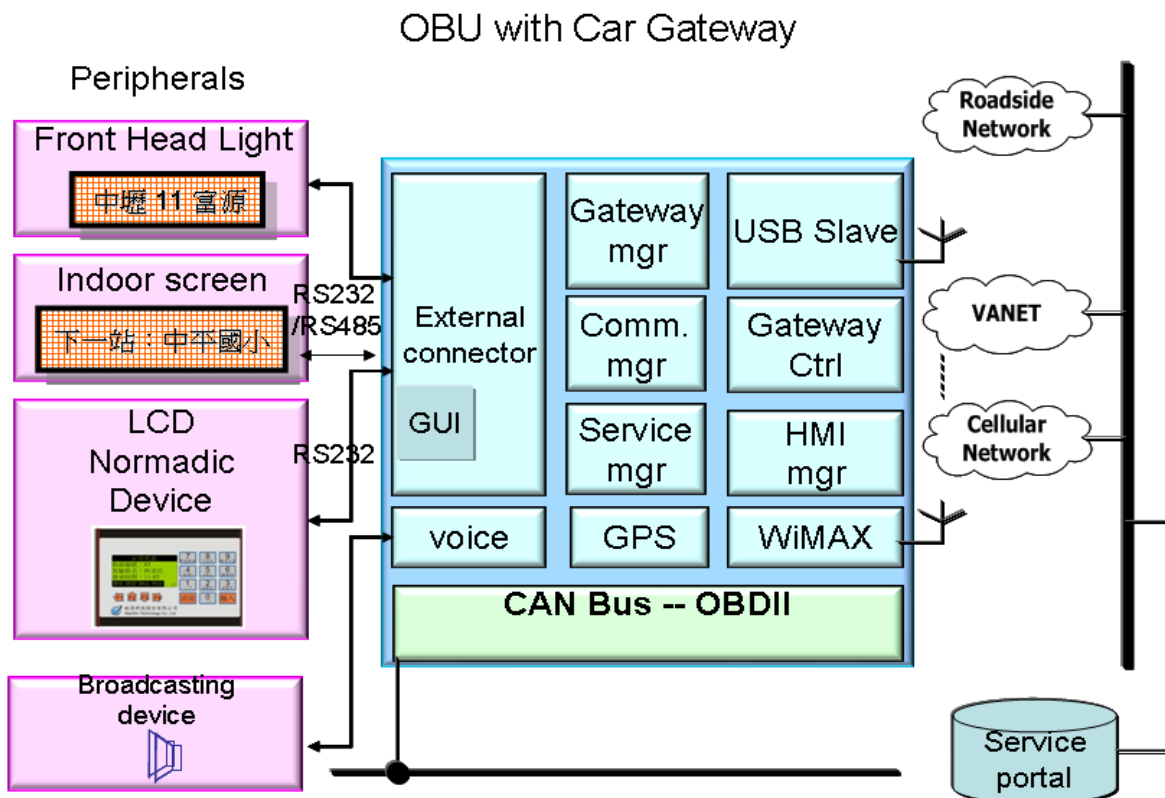 OBU with Car Gateway
Peripherals
Front Head Light
中壢 11 富源
Indoor screen
下一站：中平國小
LCD
Normadic
Device
Broadcasting
device
RS232
/RS485
RS232
External
connector
GUI
voice
Gateway
mgr
Comm.
mgr
Service
mgr
GPS
USB Slave
Gateway
Ctrl
HMI
mgr
WiMAX
CAN Bus -- OBDII
Roadside
Network
VANET
Cellular
Network
Service
portal